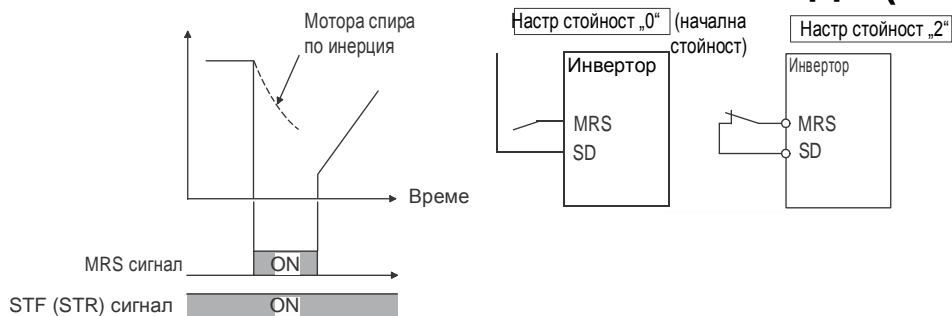 Мотора спира
по инерция
Време
MRS сигнал
ON
STF (STR) сигнал
ON
Настр стойност „0“ (начална
стойност)
Инвертор
MRS
SD
Настр стойност „2“
Инвертор
MRS
SD